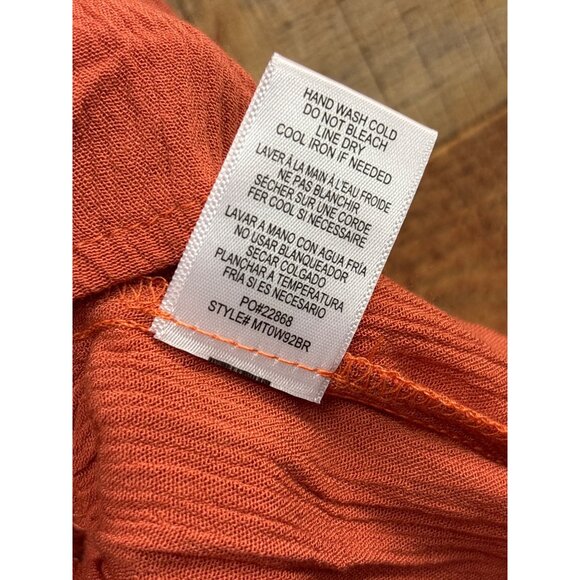 HAND WASH COLD
DO NOT BLEACH
LINE DRY
COOL IRON IF NEEDED
LAVER À LA MAIN À L'EAU FROIDE
NE PAS BLANCHIR
SÉCHER SUR UNE CORDE
FER COOL SI NÉCESSAIRE
LAVAR A MANO CON AGUA FRÍA
NO USAR BLANQUEADOR
SECAR COLGADO
PLANCHAR A TEMPERATURA
FRÍA SI ES NECESARIO
PO#22868
STYLE# MT0W92BR